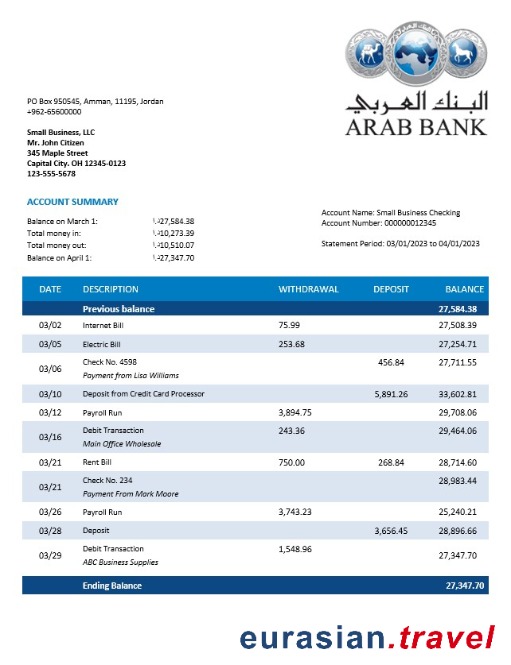 البنك العربي
ARAB BANK
PO Box 950545, Amman, 11195, Jordan
+962-65600000
Small Business, LLC
Mr. John Citizen
345 Maple Street
Capital City. OH 12345-0123
123-555-5678
ACCOUNT SUMMARY
Balance on March 1: 27,584.38
Total money in: 10,273.39
Total money out: 10,510.07
Balance on April 1: 27,347.70
Account Name: Small Business Checking
Account Number: 000000012345
Statement Period: 03/01/2023 to 04/01/2023
DATE DESCRIPTION WITHDRAWAL DEPOSIT BALANCE
Previous balance 27,584.38
03/02 Internet Bill 75.99 27,508.39
03/05 Electric Bill 253.68 27,254.71
03/06 Check No. 4598 456.84 27,711.55
Payment from Lisa Williams
03/10 Deposit from Credit Card Processor 5,891.26 33,602.81
03/12 Payroll Run 3,894.75 29,708.06
03/16 Debit Transaction 243.36 29,464.06
Main Office Wholesale
03/21 Rent Bill 750.00 268.84 28,714.60
03/21 Check No. 234 28,983.44
Payment From Mark Moore
03/26 Payroll Run 3,743.23 25,240.21
03/28 Deposit 3,656.45 28,896.66
03/29 Debit Transaction 1,548.96 27,347.70
ABC Business Supplies
Ending Balance 27,347.70
eurasian.travel